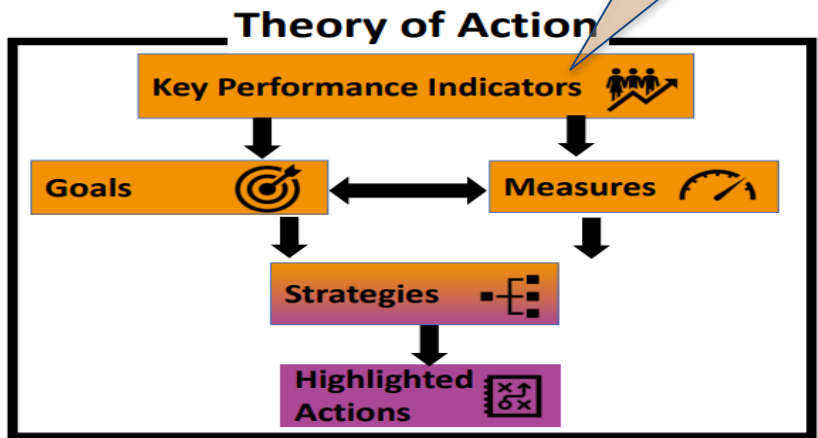 Theory of Action
Key Performance Indicators
Goals
Measures
Strategies
Highlighted
Actions